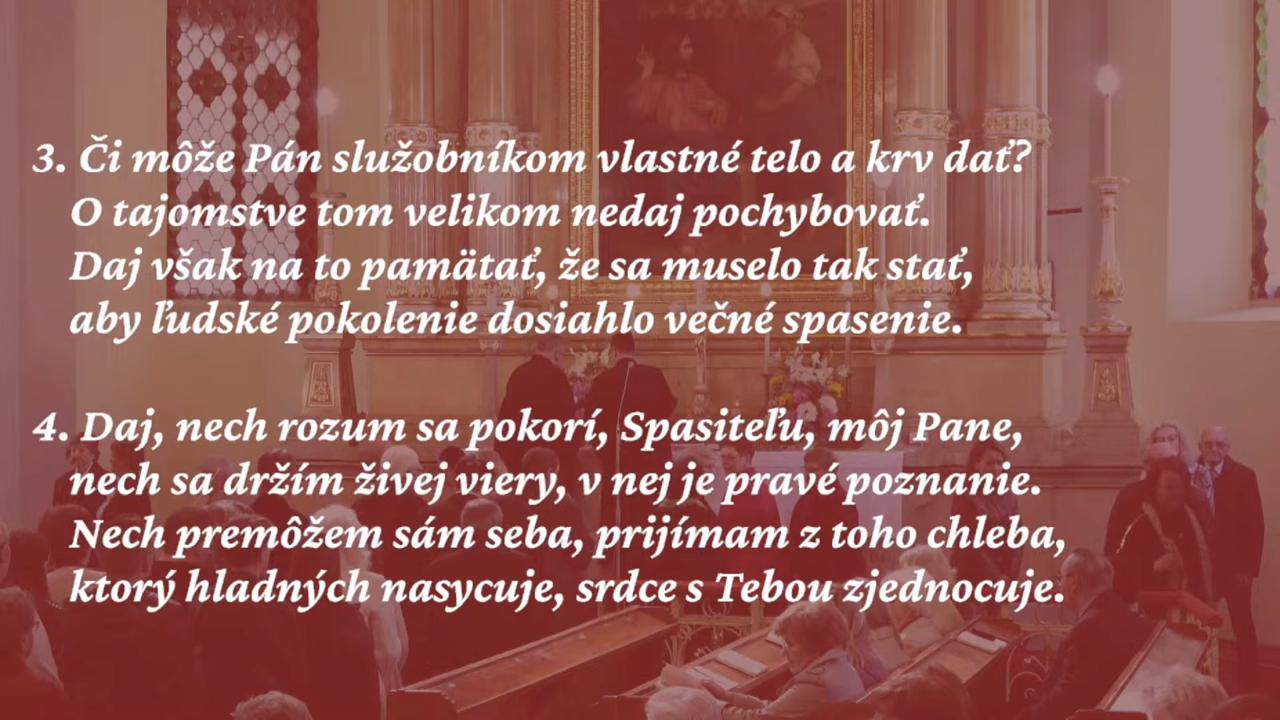 3. Či môže Pán služobníkom vlastné telo a krv dať?
O tajomstve tom velikom nedaj pochybovať.
Daj však na to pamätať, že sa muselo tak stať,
aby ľudské pokolenie dosiahlo večné spasenie.
4. Daj, nech rozum sa pokorí, Spasiteľu, môj Pane,
nech sa držím živej viery, v nej je pravé poznanie.
Nech premôžem sám seba, prijímam z toho chleba,
ktorý hladných nasycuje, srdce s Tebou zjednocuje.